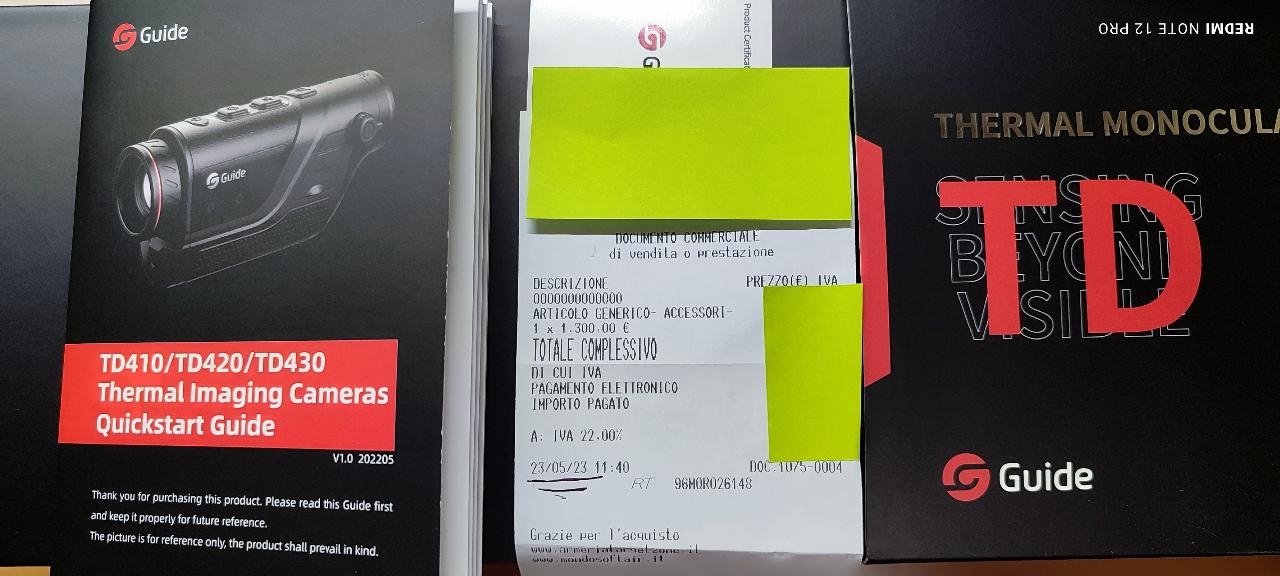 Guide
Guide
TD410/TD420/TD430
Thermal Imaging Cameras
Quickstart Guide
V1.0 202205
Thank you for purchasing this product. Please read this Guide first
and keep it properly for future reference.
The picture is for reference only, the product shall prevail in kind.
G
Product Certificat
DOCUMENTO COMMERCIALE
di vendita o prestazione
DESCRIZIONE PREZZO(€) IVA
0000000000000
ARTICOLO GENERICO- ACCESSORI-
1 x 1.300,00 €
TOTALE COMPLESSIVO
DI CUI IVA
PAGAMENTO ELETTRONICO
IMPORTO PAGATO
A: IVA 22.00%
23/05/23 11:40 DOC.1075-0004
RT 96MQR026148
Grazie per l'acquisto
www.mondosoftair.it
REDMI NOTE 12 PRO
THERMAL MONOCULA
SENSING
BEYOND
VISIBLE
TD
Guide